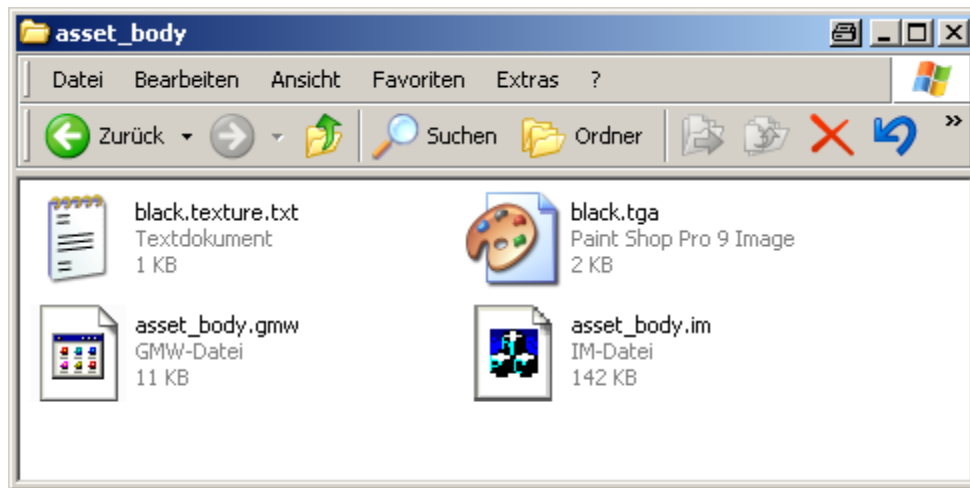 asset_body
Datei Bearbeiten Ansicht Favoriten Extras ?
Zurück Suchen Ordner »
black.texture.txt
Textdokument
1 KB
black.tga
Paint Shop Pro 9 Image
2 KB
asset_body.gmw
GMW-Datei
11 KB
asset_body.im
IM-Datei
142 KB